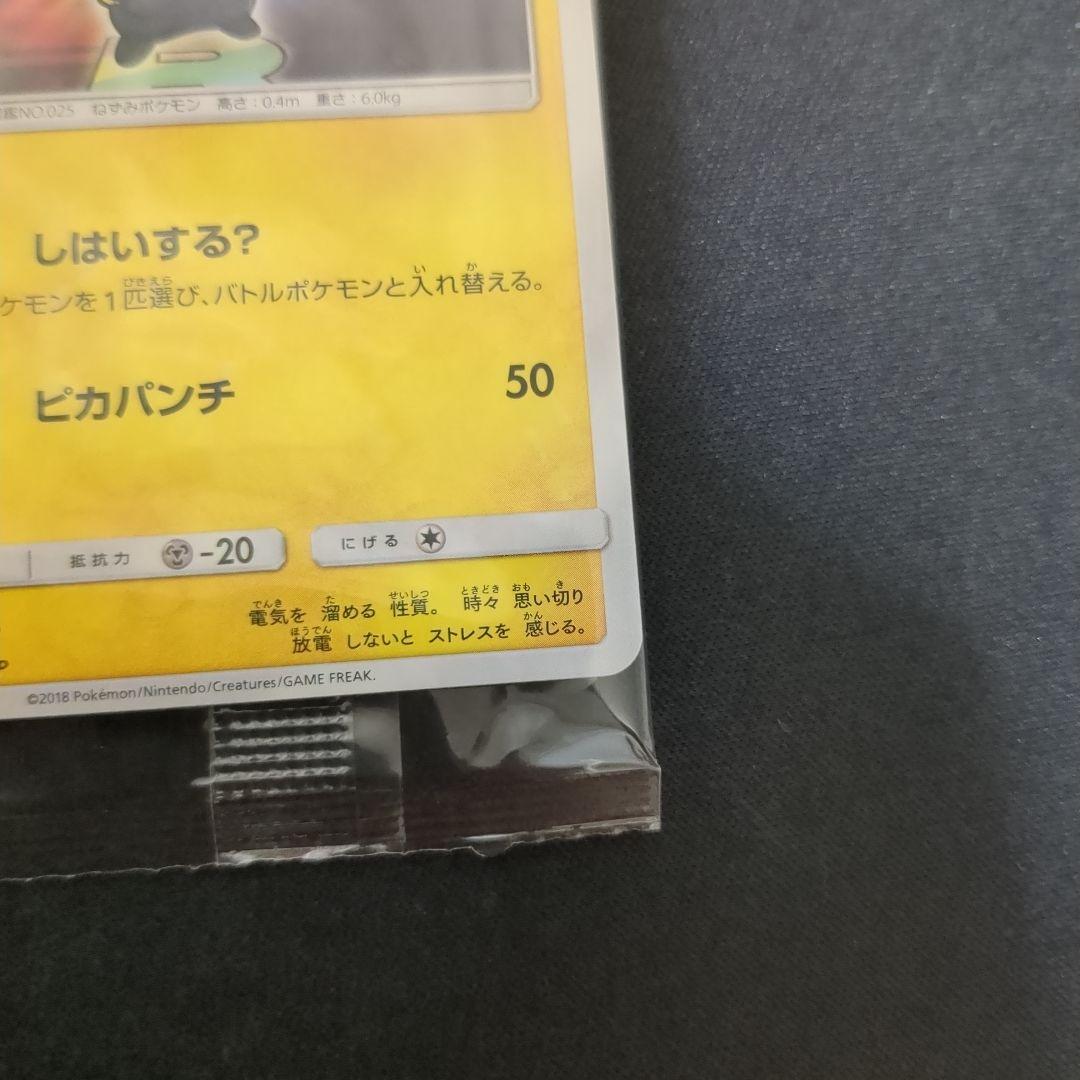 NO.025 ねずみポケモン 高さ：0.4m 重さ：6.0kg
しはいする？
ケモンを1匹選び、バトルポケモンと入れ替える。
ピカパンチ 50
抵抗力 -20 にげる
電気を 溜める 性質。 時々 思い切り
放電 しないと ストレスを 感じる。
©2018 Pokémon/Nintendo/Creatures/GAME FREAK.